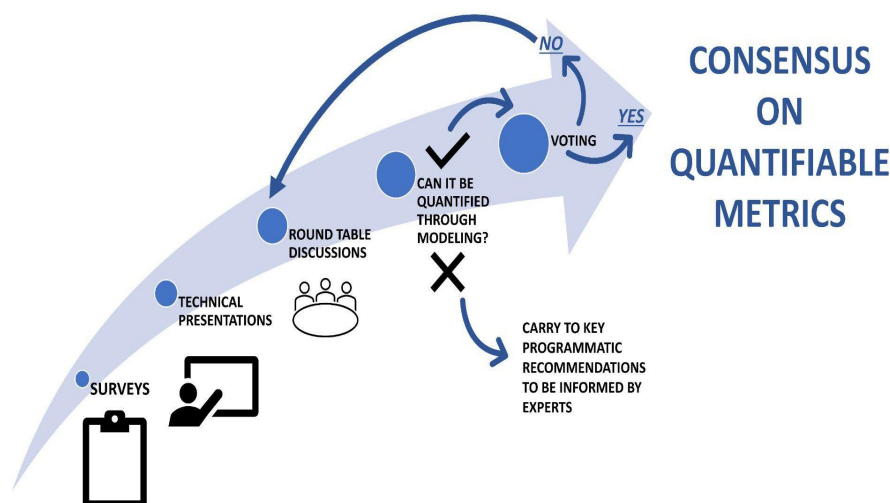 SURVEYS
TECHNICAL
PRESENTATIONS
ROUND TABLE
DISCUSSIONS
CAN IT BE
QUANTIFIED
THROUGH
MODELING?
CARRY TO KEY
PROGRAMMATIC
RECOMMENDATIONS
TO BE INFORMED BY
EXPERTS
VOTING
NO
YES
CONSENSUS
ON
QUANTIFIABLE
METRICS